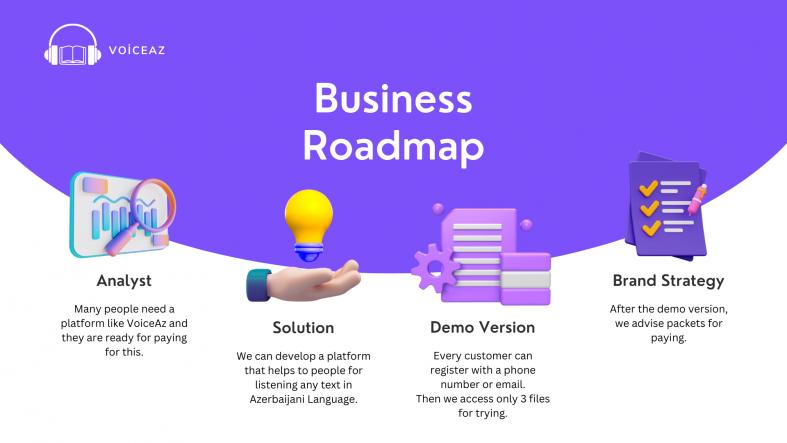 VOİCEAZ
Business
Roadmap
Analyst
Many people need a
platform like VoiceAz and
they are ready for paying
for this.
Solution
We can develop a platform
that helps to people for
listening any text in
Azerbaijani Language.
Demo Version
Every customer can
register with a phone
number or email.
Then we access only 3 files
for trying.
Brand Strategy
After the demo version,
we advise packets for
paying.